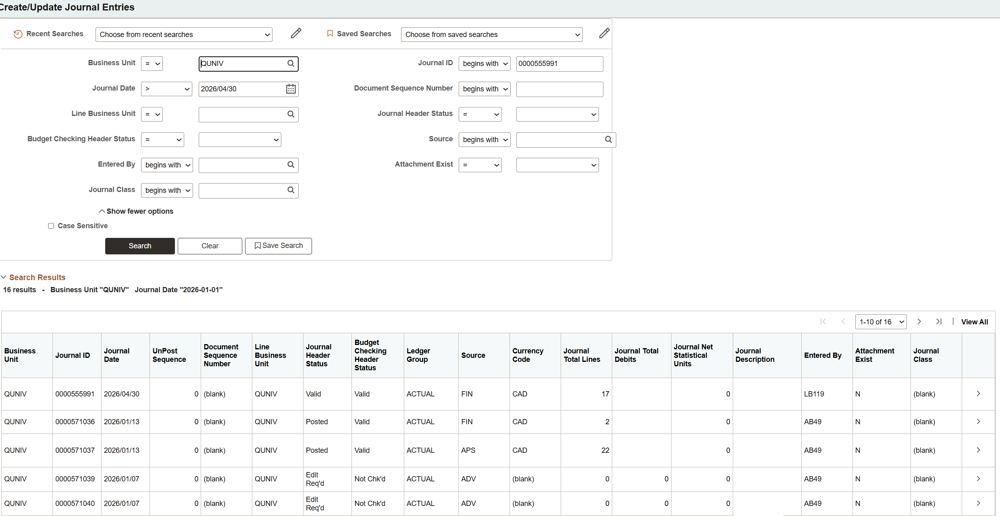 Create/Update Journal Entries
Recent Searches Choose from recent searches Saved Searches Choose from saved searches
Business Unit = QUNIV Journal ID begins with 0000555991
Journal Date > 2026/04/30 Document Sequence Number begins with
Line Business Unit = Journal Header Status =
Budget Checking Header Status = Source begins with
Entered By begins with Attachment Exist =
Journal Class begins with
Show fewer options
Case Sensitive
Search Clear Save Search
Search Results
16 results - Business Unit "QUNIV" Journal Date "2026-01-01"
1-10 of 16 | View All
Business Unit Journal ID Journal Date UnPost Sequence Document Sequence Number Line Business Unit Journal Header Status Budget Checking Header Status Ledger Group Source Currency Code Journal Total Lines Journal Total Debits Journal Net Statistical Units Journal Description Entered By Attachment Exist Journal Class
QUNIV 0000555991 2026/04/30 0 (blank) QUNIV Valid Valid ACTUAL FIN CAD 17 0 LB119 N (blank)
QUNIV 0000571036 2026/01/13 0 (blank) QUNIV Posted Valid ACTUAL FIN CAD 2 0 AB49 N (blank)
QUNIV 0000571037 2026/01/13 0 (blank) QUNIV Posted Valid ACTUAL APS CAD 22 0 AB49 N (blank)
QUNIV 0000571039 2026/01/07 0 (blank) QUNIV Edit Req'd Not Chk'd ACTUAL ADV (blank) 0 0 0 AB49 N (blank)
QUNIV 0000571040 2026/01/07 0 (blank) QUNIV Edit Req'd Not Chk'd ACTUAL ADV (blank) 0 0 0 AB49 N (blank)